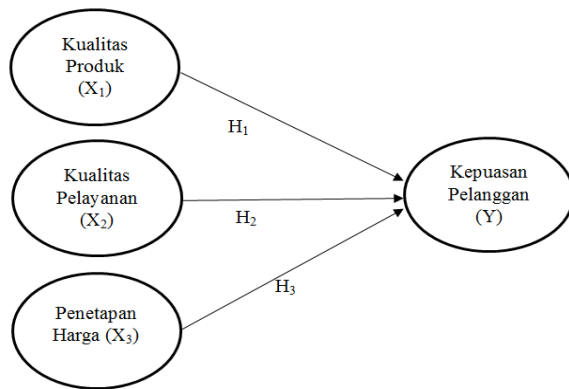 Kualitas
Produk
(X₁)
H₁
Kualitas
Pelayanan
(X₂)
H₂
Kepuasan
Pelanggan
(Y)
H₃
Penetapan
Harga (X₃)